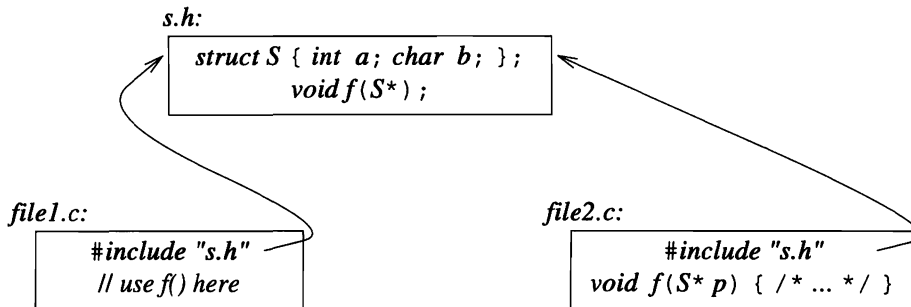 s.h:
struct S { int a; char b; };
void f(S*);
file1.c:
#include "s.h"
// use f() here
file2.c:
#include "s.h"
void f(S* p) { /* ... */ }